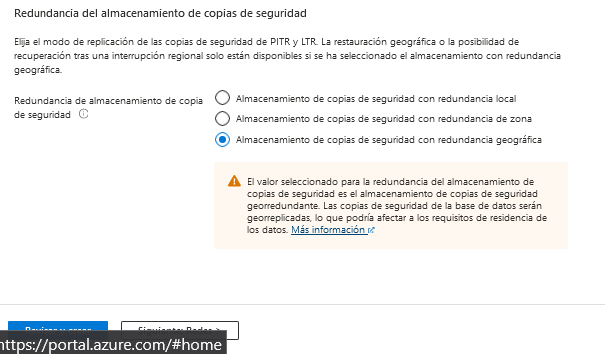 Redundancia del almacenamiento de copias de seguridad
Elija el modo de replicación de las copias de seguridad de PITR y LTR. La restauración geográfica o la posibilidad de
recuperación tras una interrupción regional solo están disponibles si se ha seleccionado el almacenamiento con redundancia
geográfica.
Redundancia de almacenamiento de copia
de seguridad
Almacenamiento de copias de seguridad con redundancia local
Almacenamiento de copias de seguridad con redundancia de zona
Almacenamiento de copias de seguridad con redundancia geográfica
El valor seleccionado para la redundancia del almacenamiento de
copias de seguridad es el almacenamiento de copias de seguridad
georredundante. Las copias de seguridad de la base de datos serán
georreplicadas, lo que podría afectar a los requisitos de residencia de
los datos. Más información
Revisar y crear
Siguiente: Redes >
https://portal.azure.com/#home